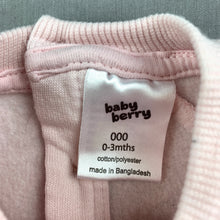 baby
berry
000
0-3mths
cotton/polyester
made in Bangladesh